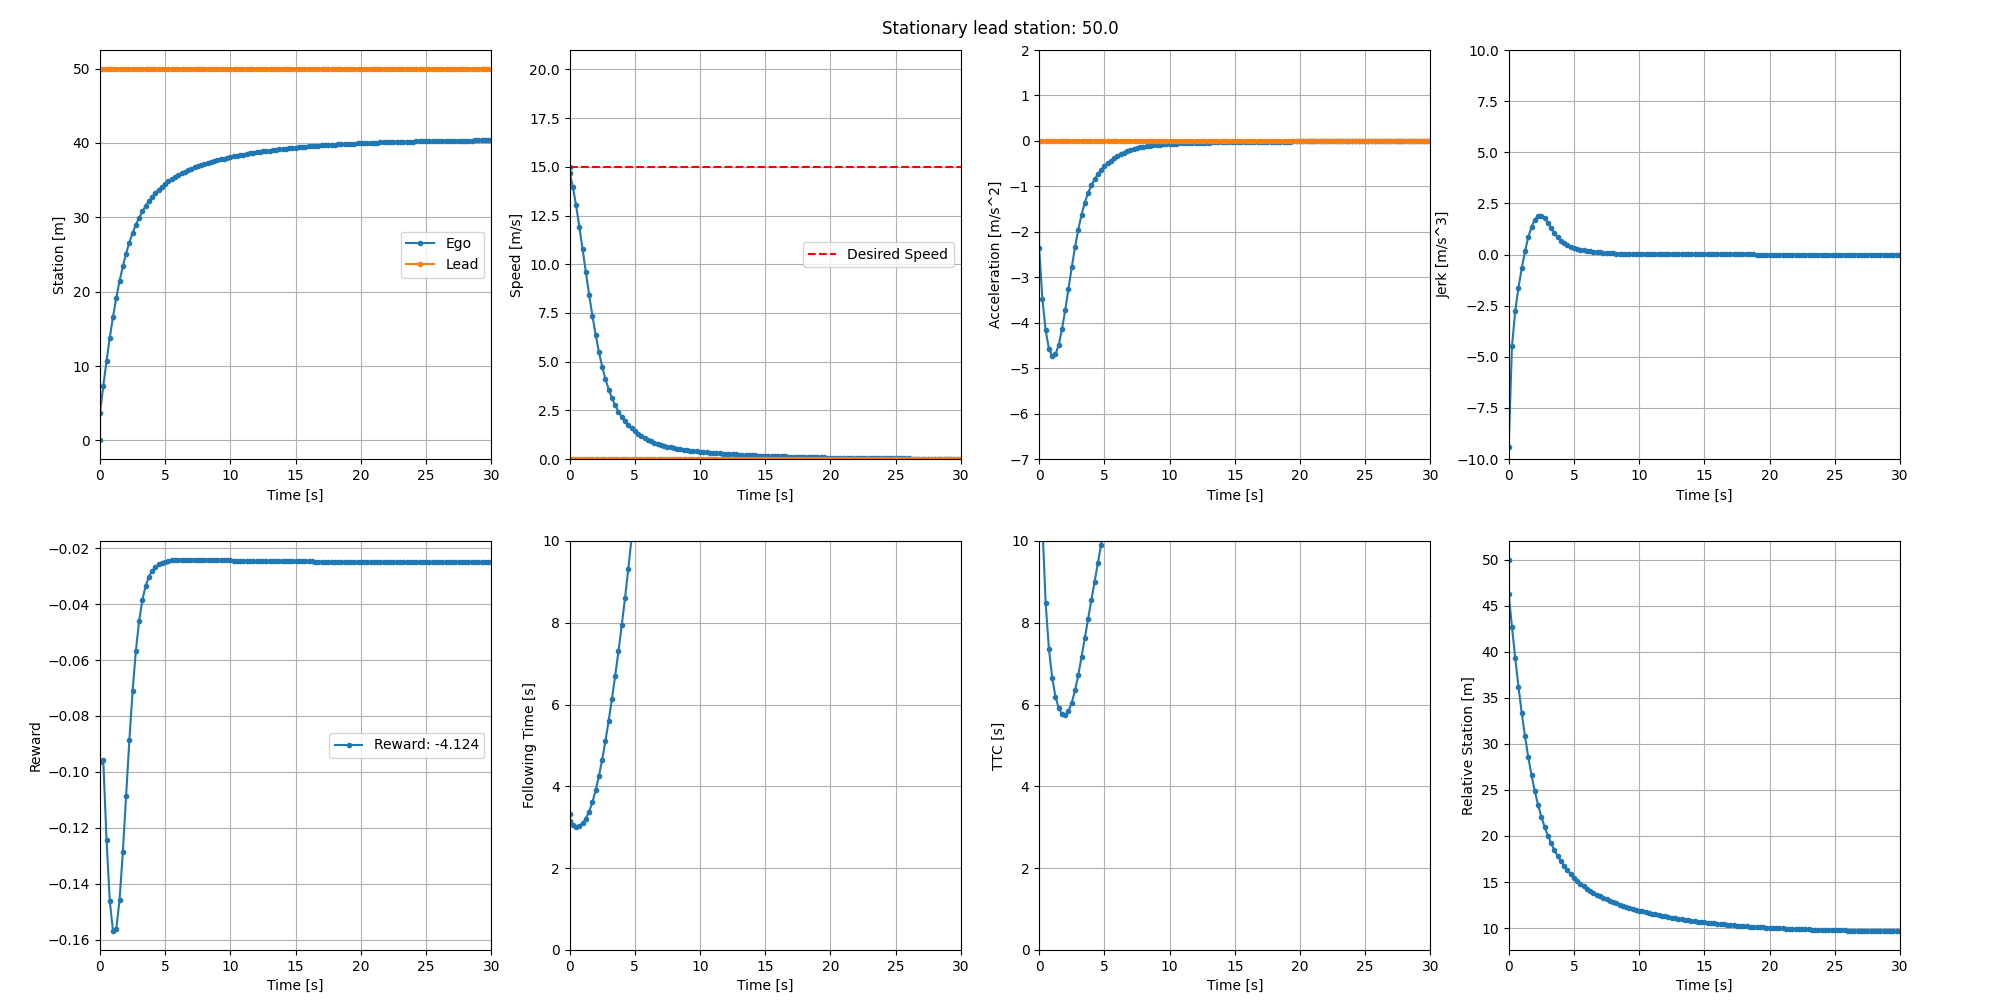 Stationary lead station: 50.0
Station [m]
50
40
30
20
10
0
Ego
Lead
0 5 10 15 20 25 30
Time [s]
Speed [m/s]
20.0
17.5
15.0
12.5
10.0
7.5
5.0
2.5
0.0
Desired Speed
0 5 10 15 20 25 30
Time [s]
Acceleration [m/s^2]
2
1
0
−1
−2
−3
−4
−5
−6
−7
0 5 10 15 20 25 30
Time [s]
Jerk [m/s^3]
10.0
7.5
5.0
2.5
0.0
−2.5
−5.0
−7.5
−10.0
0 5 10 15 20 25 30
Time [s]
Reward
−0.02
−0.04
−0.06
−0.08
−0.10
−0.12
−0.14
−0.16
Reward: -4.124
0 5 10 15 20 25 30
Time [s]
Following Time [s]
10
8
6
4
2
0
0 5 10 15 20 25 30
Time [s]
TTC [s]
10
8
6
4
2
0
0 5 10 15 20 25 30
Time [s]
Relative Station [m]
50
45
40
35
30
25
20
15
10
0 5 10 15 20 25 30
Time [s]